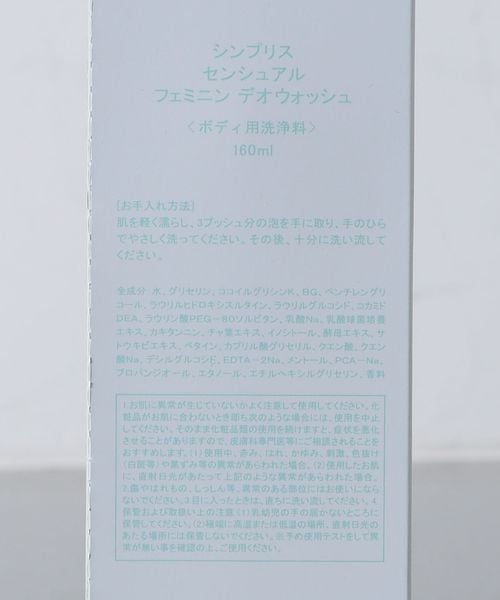 シンプリス
センシュアル
フェミニン デオウォッシュ
〈ボディ用洗浄料〉
160ml
[お手入れ方法]
肌を軽く濡らし、3プッシュ分の泡を手に取り、手のひら
でやさしく洗ってください。その後、十分に洗い流して
ください。
全成分：水、グリセリン、ココイルグリシンK、BG、ペンチレングリ
コール、ラウリルヒドロキシスルタイン、ラウリルグルコシド、コカミド
DEA、ラウリン酸PEG-80ソルビタン、乳酸Na、乳酸球菌培養
エキス、カキタンニン、チャ葉エキス、イノシトール、酵母エキス、サ
トウキビエキス、ベタイン、カプリル酸グリセリル、クエン酸、クエン
酸Na、デシルグルコシド、EDTA-2Na、メントール、PCA-Na、
プロパンジオール、エタノール、エチルヘキシルグリセリン、香料
1.お肌に異常が生じていないかよく注意して使用してください。化
粧品がお肌に合わないとき即ち次のような場合には、使用を中止
してください。そのまま化粧品類の使用を続けますと、症状を悪化
させることがありますので、皮膚科専門医等にご相談されることを
おすすめします。(1)使用中、赤み、はれ、かゆみ、刺激、色抜け
(白斑等)や黒ずみ等の異常があらわれた場合。(2)使用したお肌
に、直射日光があたって上記のような異常があらわれた場合。
2.傷やはれもの、しっしん等、異常のある部位にはお使いになら
ないでください。3.目に入ったときは、直ちに洗い流してください。4.
保管および取扱い上の注意(1)乳幼児の手の届かないところに
保管してください。(2)極端に高温または低温の場所、直射日光の
あたる場所には保管しないでください。※予め使用テストをして異
常が無い事を確認の上、ご使用ください。